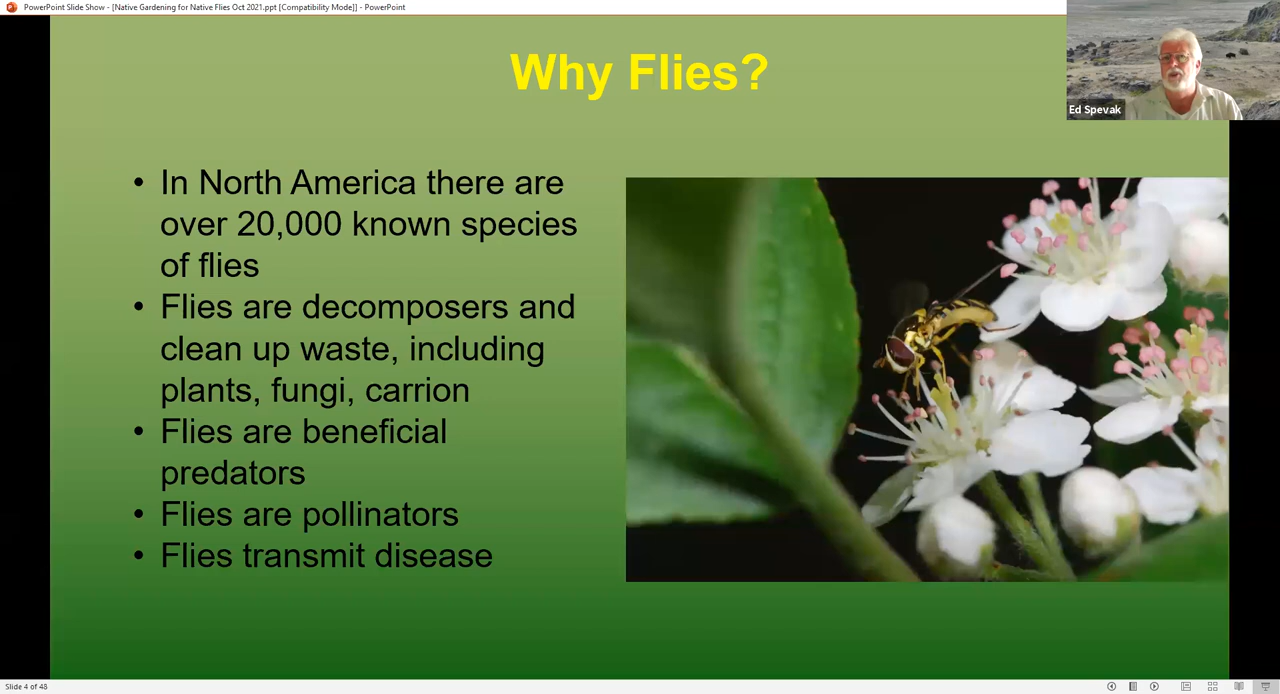 PowerPoint Slide Show - [Native Gardening for Native Flies Oct 2021.ppt [Compatibility Mode]] - PowerPoint
Why Flies?
Ed Spevak
• In North America there are
over 20,000 known species
of flies
• Flies are decomposers and
clean up waste, including
plants, fungi, carrion
• Flies are beneficial
predators
• Flies are pollinators
• Flies transmit disease
Slide 4 of 48